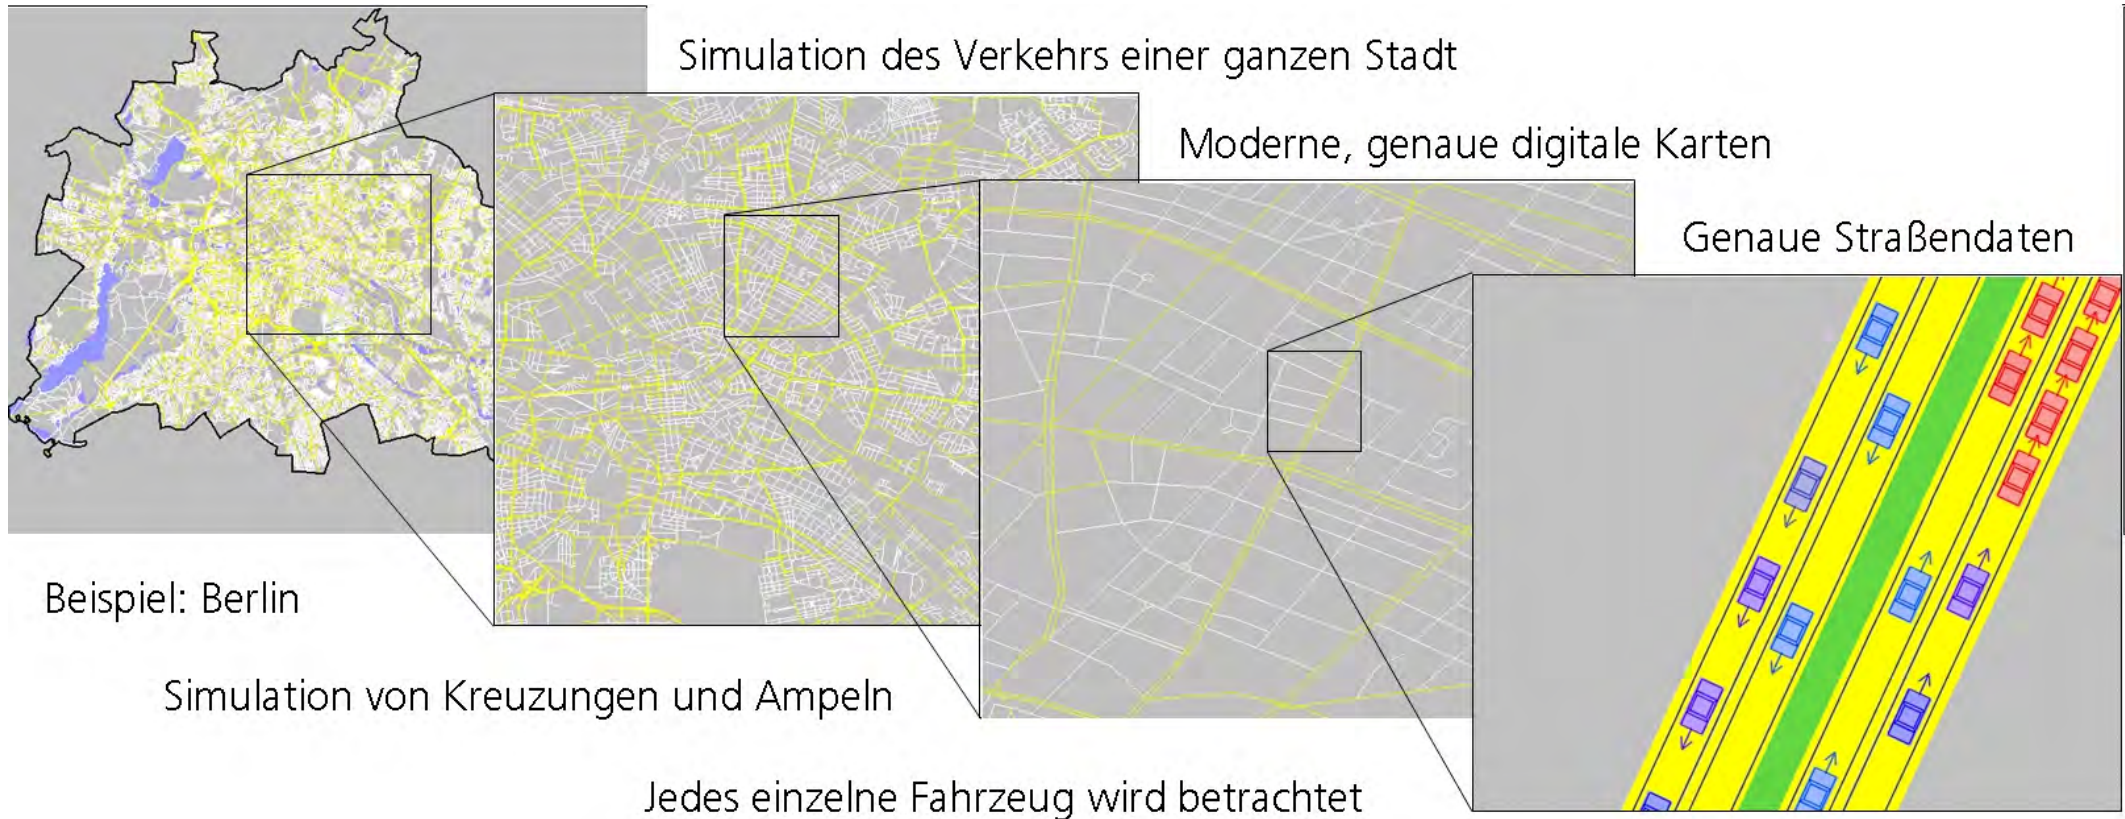 Simulation des Verkehrs einer ganzen Stadt
Moderne, genaue digitale Karten
Genaue Straßendaten
Beispiel: Berlin
Simulation von Kreuzungen und Ampeln
Jedes einzelne Fahrzeug wird betrachtet